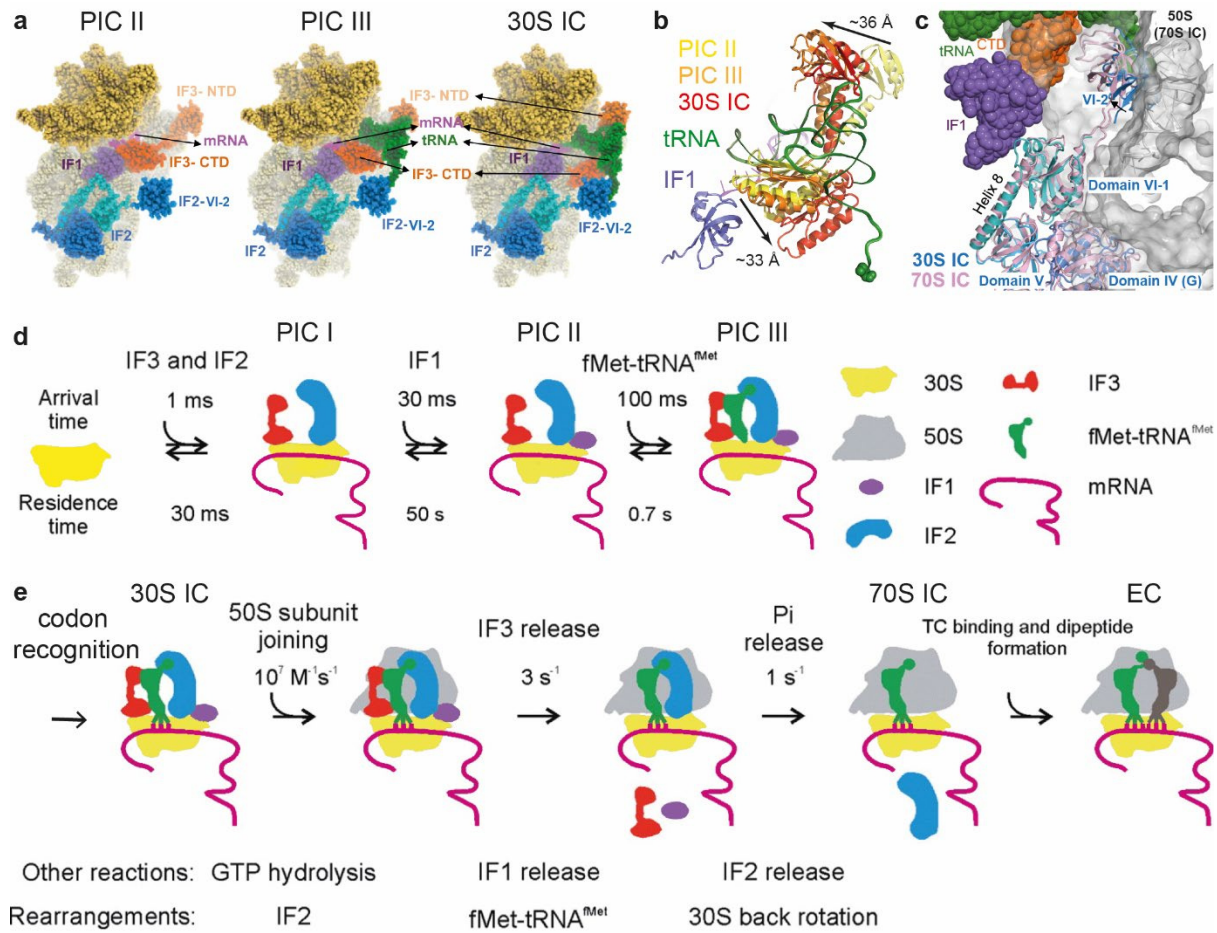 a
PIC II
PIC III
30S IC
IF3- NTD
IF3- NTD
mRNA
mRNA
tRNA
IF1
IF1
IF3- CTD
IF3- CTD
IF2-VI-2
IF2-VI-2
IF2-VI-2
IF2
IF2
IF2
b
~36 Å
PIC II
PIC III
30S IC
tRNA
IF1
~33 Å
c
50S
(70S IC)
tRNA
CTD
IF1
VI-2
Helix 8
Domain VI-1
30S IC
70S IC
Domain V
Domain IV (G)
d
PIC I
PIC II
PIC III
IF3 and IF2
IF1
fMet-tRNAfMet
Arrival
time
1 ms
30 ms
100 ms
Residence
time
30 ms
50 s
0.7 s
30S
IF3
50S
fMet-tRNAfMet
IF1
mRNA
IF2
e
codon
recognition
30S IC
50S subunit
joining
10⁷ M⁻¹s⁻¹
IF3 release
3 s⁻¹
Pi
release
1 s⁻¹
70S IC
TC binding and dipeptide
formation
EC
Other reactions: GTP hydrolysis IF1 release IF2 release
Rearrangements: IF2 fMet-tRNAfMet 30S back rotation